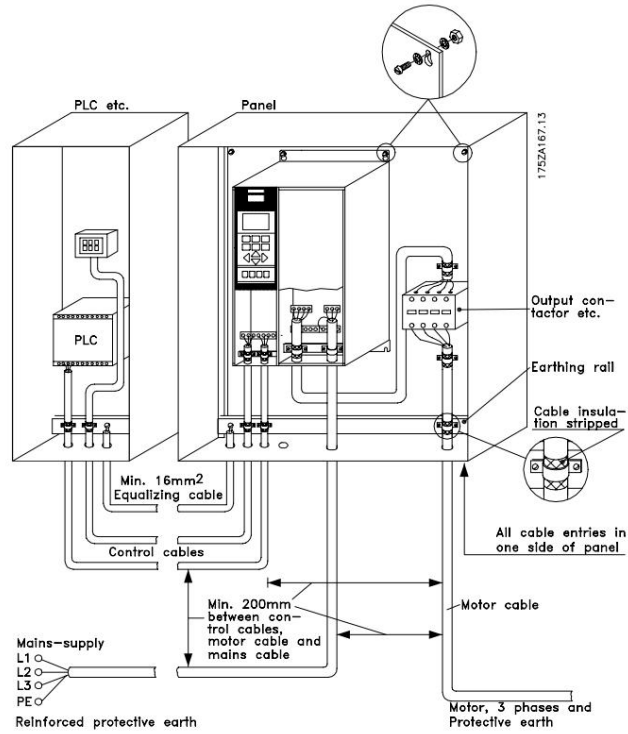 PLC etc.
Panel
175ZA167.13
PLC
Output con-
tactor etc.
Earthing rail
Cable insula-
tion stripped
Min. 16mm2
Equalizing cable
All cable entries in
one side of panel
Control cables
Min. 200mm
between con-
trol cables,
motor cable and
mains cable
Motor cable
Mains-supply
L1
L2
L3
PE
Reinforced protective earth
Motor, 3 phases and
Protective earth